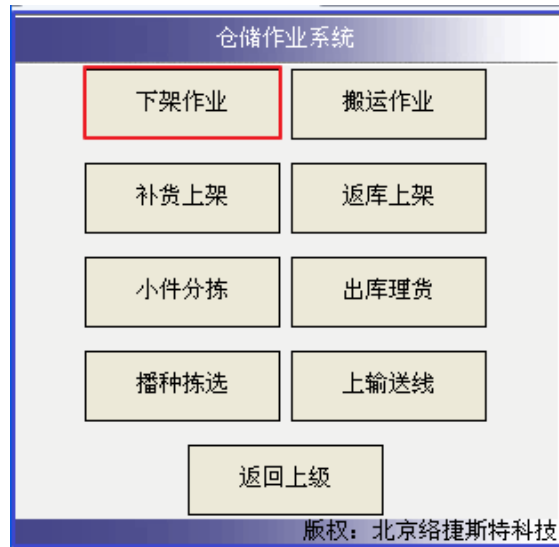 仓储作业系统
下架作业 搬运作业
补货上架 返库上架
小件分拣 出库理货
播种拣选 上输送线
返回上级
版权：北京络捷斯特科技